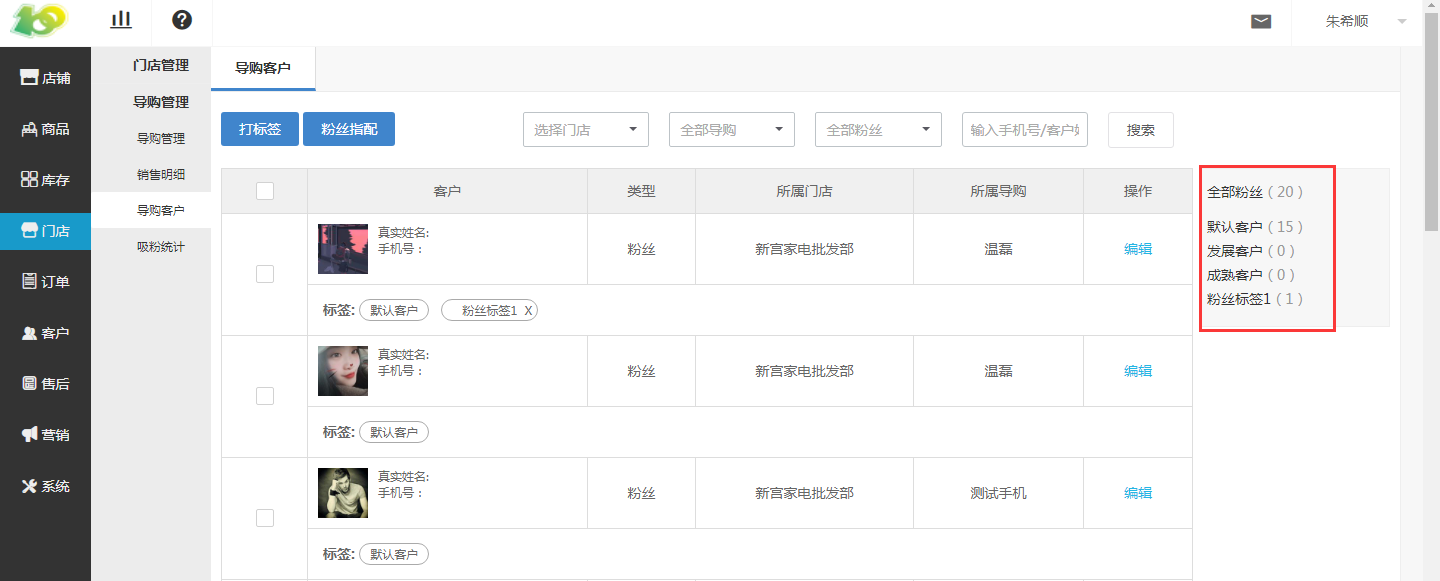 朱希顺
店铺
商品
库存
门店
订单
客户
售后
营销
系统
门店管理
导购管理
导购管理
销售明细
导购客户
吸粉统计
导购客户
打标签 粉丝指配 选择门店 全部导购 全部粉丝 输入手机号/客户 搜索
客户 类型 所属门店 所属导购 操作
真实姓名:
手机号：
粉丝 新宫家电批发部 温磊 编辑
标签: 默认客户 粉丝标签1 X
真实姓名:
手机号：
粉丝 新宫家电批发部 温磊 编辑
标签: 默认客户
真实姓名:
手机号：
粉丝 新宫家电批发部 测试手机 编辑
标签: 默认客户
全部粉丝 ( 20 )
默认客户 ( 15 )
发展客户 ( 0 )
成熟客户 ( 0 )
粉丝标签1 ( 1 )